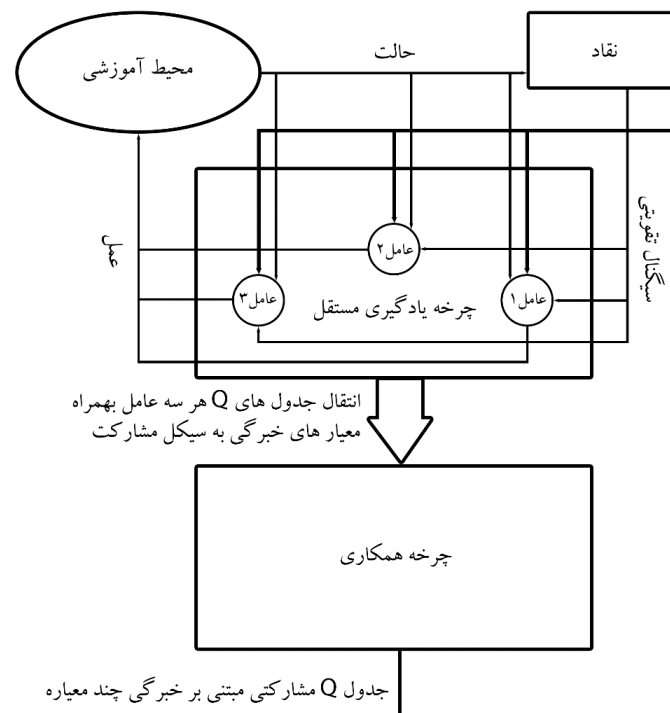 محیط آموزشی
حالت
نقاد
سیگنال تقویتی
عمل
عامل۲
عامل۱
عامل۳
چرخه یادگیری مستقل
انتقال جدول های Q هر سه عامل بهمراه
معیار های خبرگی به سیکل مشارکت
چرخه همکاری
جدول Q مشارکتی مبتنی بر خبرگی چند معیاره